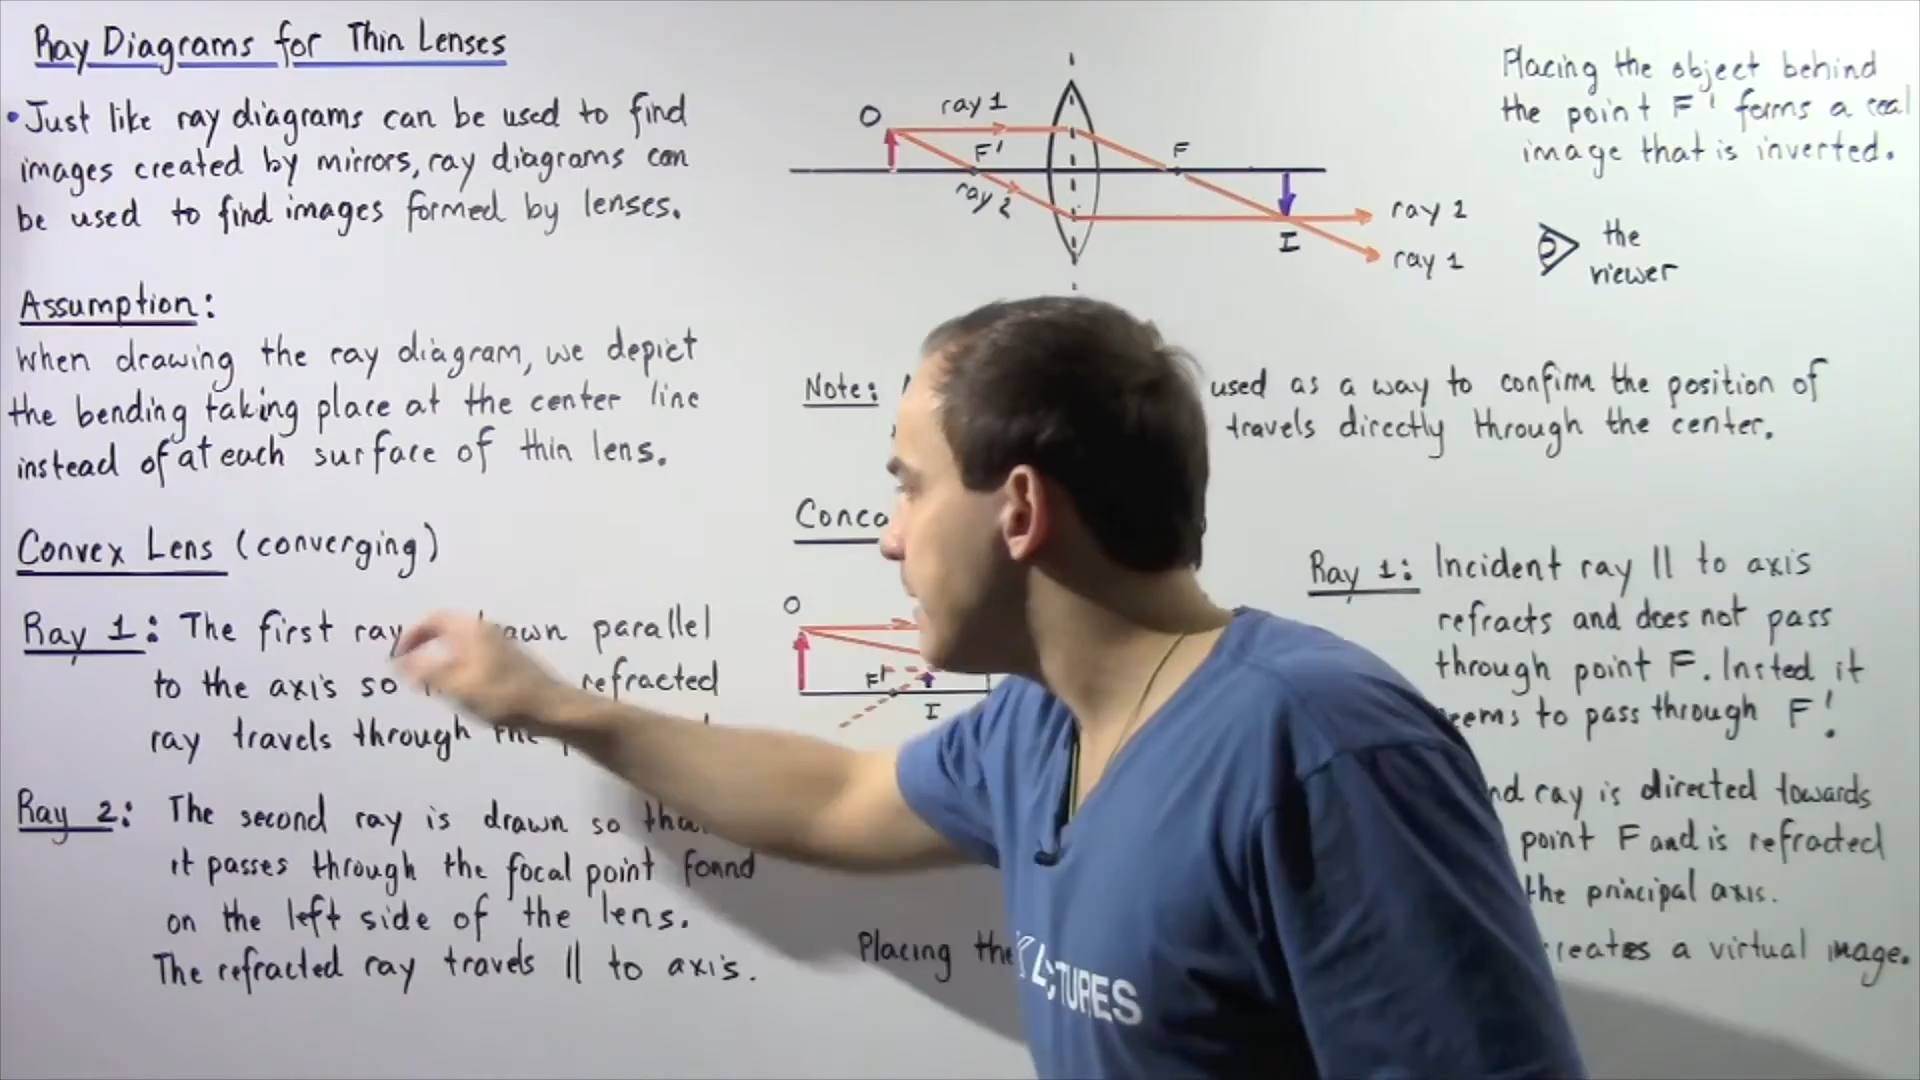 Ray Diagrams for Thin Lenses
• Just like ray diagrams can be used to find
images created by mirrors, ray diagrams can
be used to find images formed by lenses.
Assumption:
When drawing the ray diagram, we depict
the bending taking place at the center line
instead of at each surface of thin lens.
Convex Lens (converging)
Ray 1: The first ray parallel
to the axis so refracted
ray travels through the
Ray 2: The second ray is drawn so that
it passes through the focal point found
on the left side of the lens.
The refracted ray travels || to axis.
O
ray 1
F'
F
ray 2
ray 2
I
ray 1
Placing the object behind
the point F' forms a real
image that is inverted.
the
viewer
Note: used as a way to confirm the position of
travels directly through the center.
O
F'
I
Ray 1: Incident ray || to axis
refracts and does not pass
through point F. Insted it
seems to pass through F'.
ray is directed towards
point F and is refracted
the principal axis.
Placing the creates a virtual image.
LECTURES